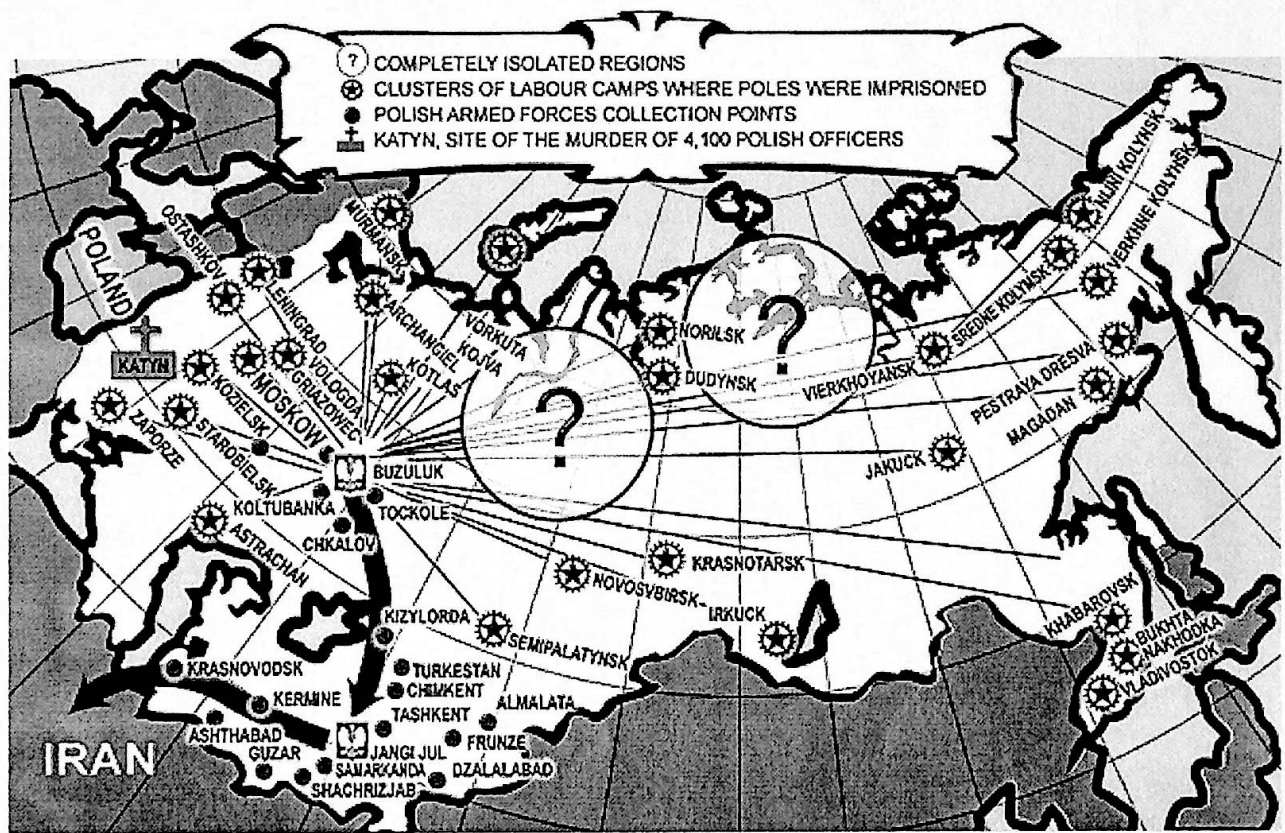 ? COMPLETELY ISOLATED REGIONS
CLUSTERS OF LABOUR CAMPS WHERE POLES WERE IMPRISONED
POLISH ARMED FORCES COLLECTION POINTS
KATYN, SITE OF THE MURDER OF 4,100 POLISH OFFICERS
POLAND
OSTASHKOV
LENINGRAD
MURMANSK
ARCHANGIEL
VORKUTA
KOJVA
KOTLAS
VOLOGDA
GRIAZOWEC
MOSKOW
KATYN
KOZIELSK
STAROBIELSK
ZAPORZE
?
?
NORILSK
DUDYNSK
NIJNI KOLYNSK
VIERKHNE KOLYNSK
SREDNE KOLYMSK
VIERKHOYANSK
PESTRAYA DRESVA
MAGADAN
JAKUCK
BUZULUK
KOLTUBANKA
TOCKOLE
CHKALOV
ASTRACHAN
KRASNOTARSK
NOVOSVBIRSK
IRKUCK
KHABAROVSK
BUKHTA
NAKHODKA
VLADIVOSTOK
KIZYLORDA
SEMIPALATYNSK
KRASNOVODSK
TURKESTAN
CHIMKENT
KERMINE
ALMALATA
TASHKENT
ASHTHABAD
FRUNZE
GUZAR
JANGI JUL
SAMARKANDA
DZALALABAD
SHACHRIZJAB
IRAN